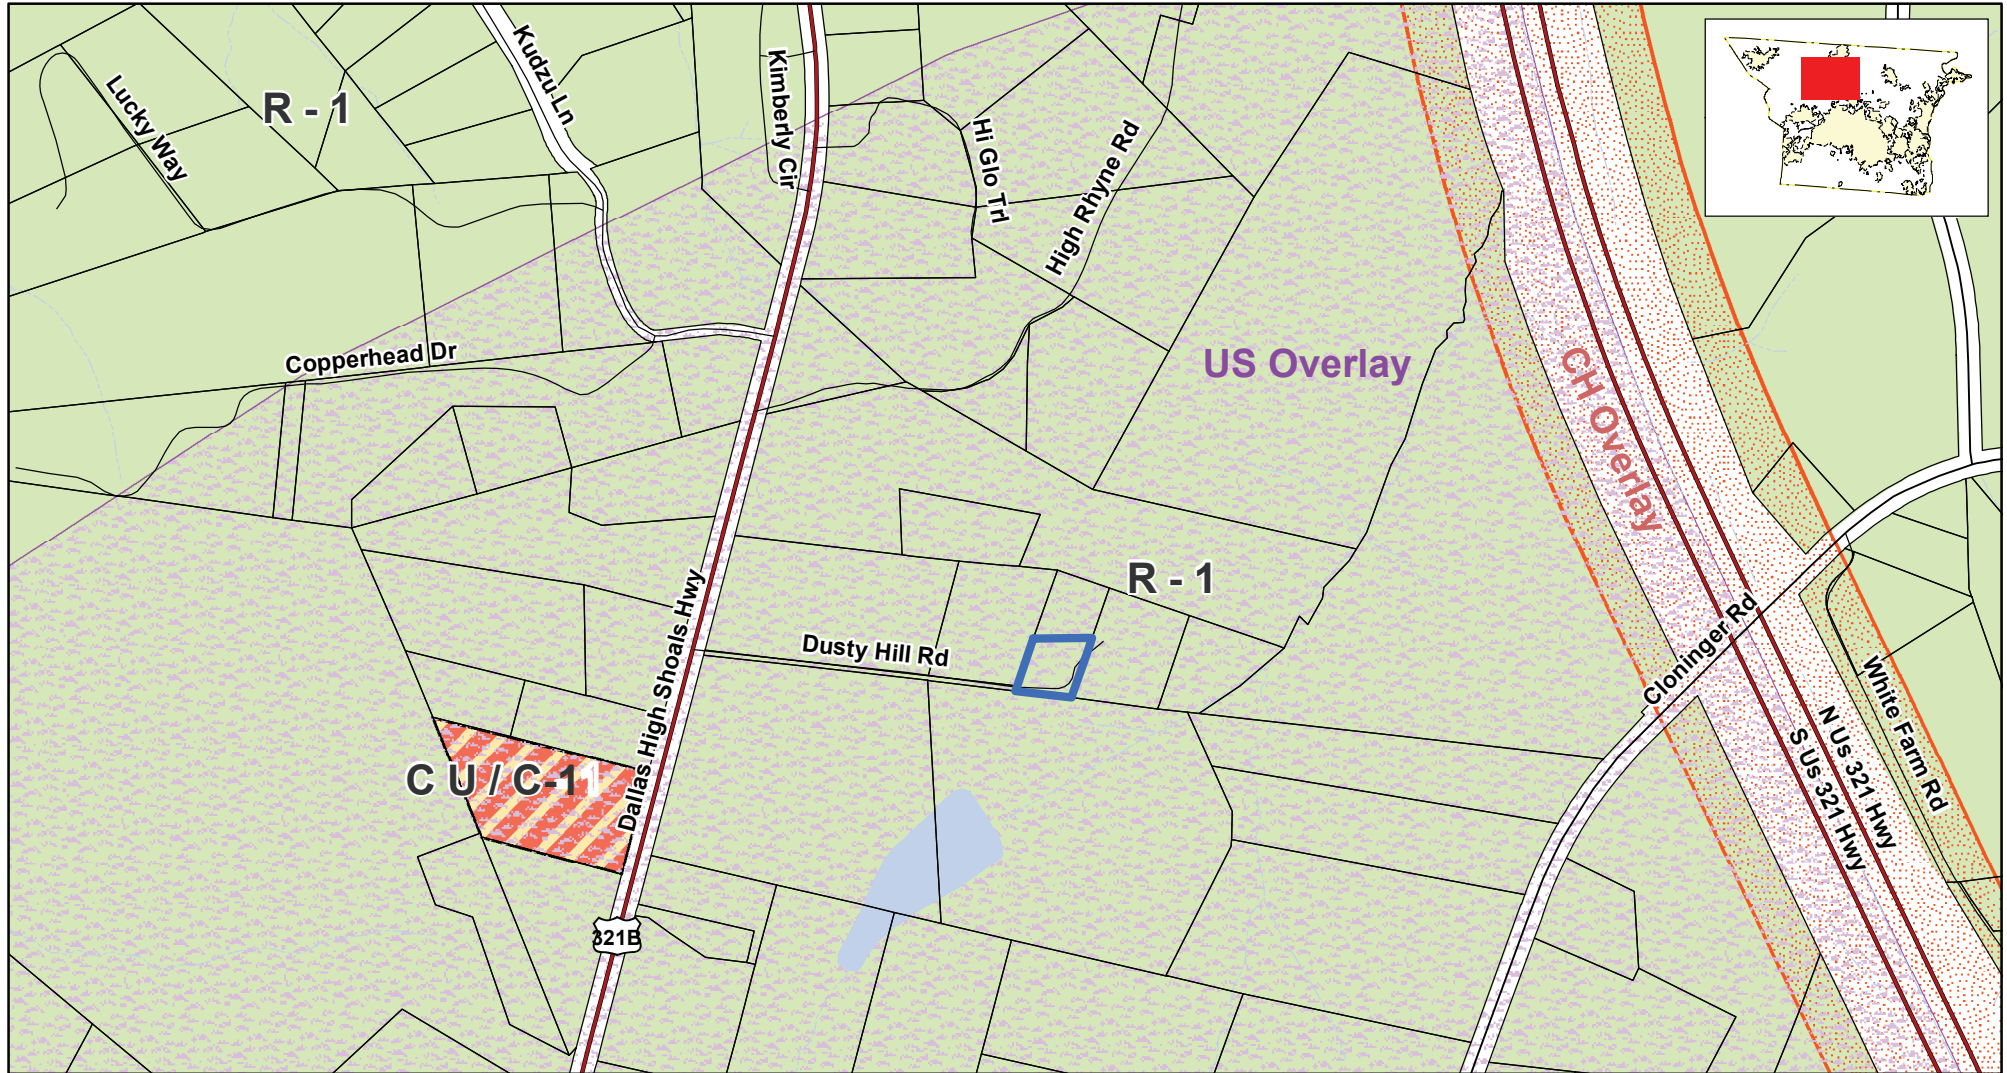 Lucky Way
R - 1
Kudzu Ln
Kimberly Cir
Hi Glo Trl
High Rhyne Rd
Copperhead Dr
US Overlay
CH Overlay
R - 1
Dusty Hill Rd
Dallas High Shoals Hwy
Cloninger Rd
White Farm Rd
N Us 321 Hwy
S Us 321 Hwy
C U / C-11
321B